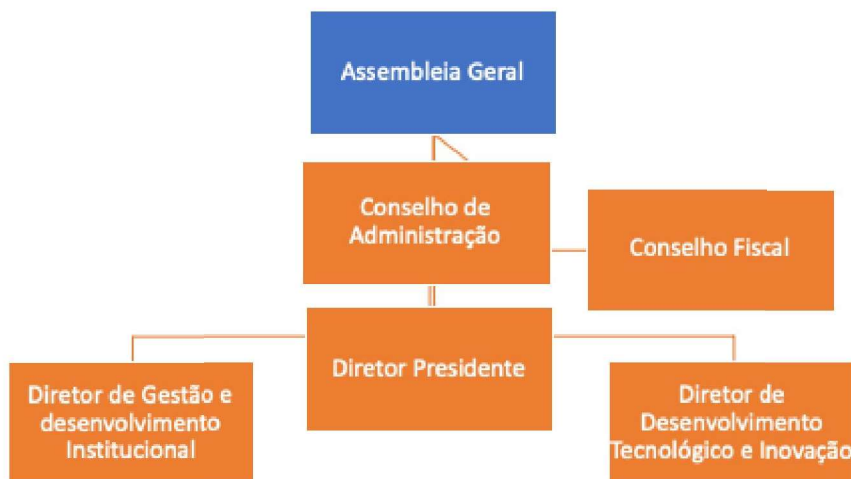 Assembleia Geral
Conselho de
Administração
Conselho Fiscal
Diretor Presidente
Diretor de Gestão e
desenvolvimento
Institucional
Diretor de
Desenvolvimento
Tecnológico e Inovação